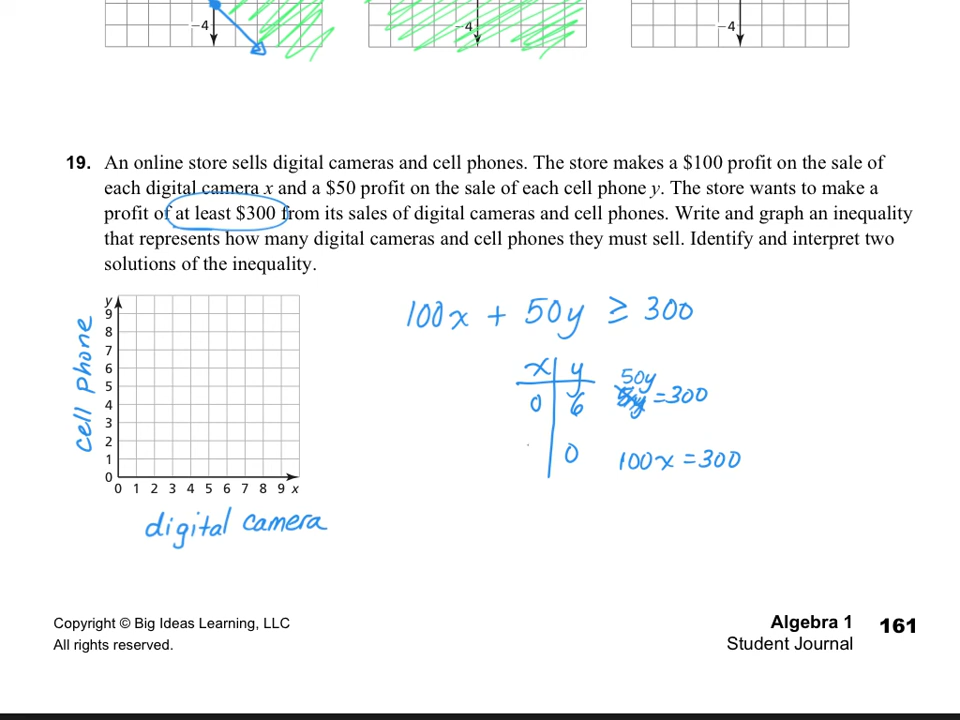 -4 -4 -4
19. An online store sells digital cameras and cell phones. The store makes a $100 profit on the sale of
each digital camera x and a $50 profit on the sale of each cell phone y. The store wants to make a
profit of at least $300 from its sales of digital cameras and cell phones. Write and graph an inequality
that represents how many digital cameras and cell phones they must sell. Identify and interpret two
solutions of the inequality.
100x + 50y ≥ 300
cell phone
y
9
8
7
6
5
4
3
2
1
0
0 1 2 3 4 5 6 7 8 9 x
digital camera
x y
50y
0 6 =300
0 100x = 300
Copyright © Big Ideas Learning, LLC
All rights reserved.
Algebra 1 161
Student Journal